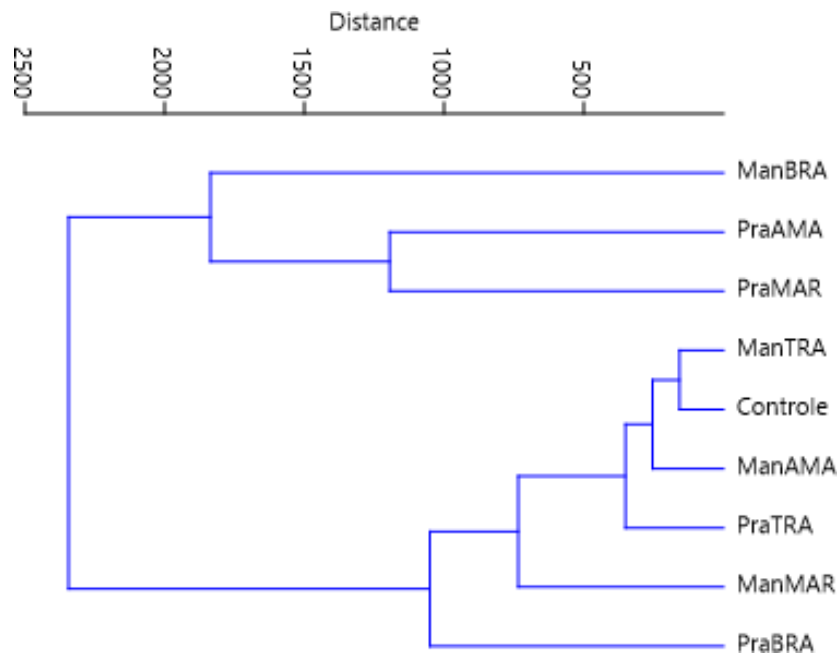 Distance
2500
2000
1500
1000
500
ManBRA
PraAMA
PraMAR
ManTRA
Controle
ManAMA
PraTRA
ManMAR
PraBRA